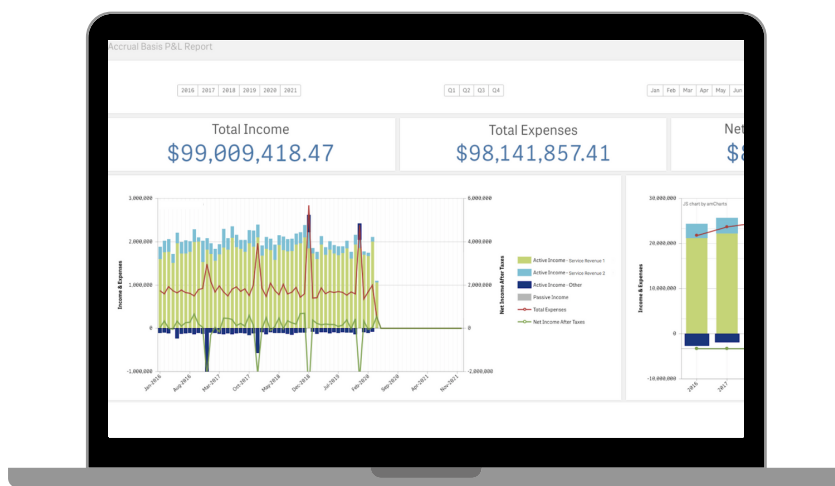 Accrual Basis P&L Report
2016 2017 2018 2019 2020 2021
Q1 Q2 Q3 Q4
Jan Feb Mar Apr May Jun
Total Income
$99,009,418.47
Total Expenses
$98,141,857.41
Net
Income & Expenses
3,000,000
2,000,000
1,000,000
0
-1,000,000
6,000,000
4,000,000
2,000,000
0
-2,000,000
Net Income After Taxes
Jan-2016
Aug-2016
Mar-2017
Oct-2017
May-2018
Dec-2018
Jul-2019
Feb-2020
Sep-2020
Apr-2021
Nov-2021
Active Income - Service Revenue 1
Active Income - Service Revenue 2
Active Income - Other
Passive Income
Total Expenses
Net Income After Taxes
JS chart by amCharts
Income & Expenses
30,000,000
20,000,000
10,000,000
0
-10,000,000
2016
2017